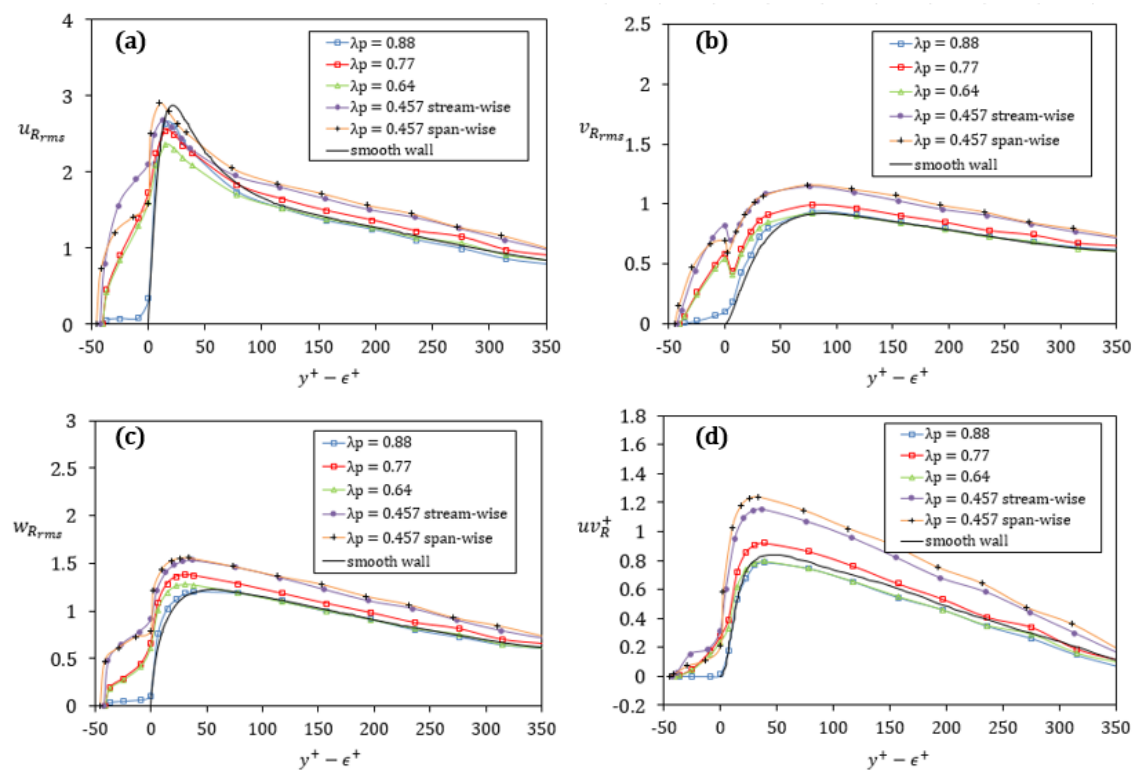 (a)
4
3
2
1
0
u_{R_{rms}}
λp = 0.88
λp = 0.77
λp = 0.64
λp = 0.457 stream-wise
λp = 0.457 span-wise
smooth wall
-50 0 50 100 150 200 250 300 350
y⁺ − ϵ⁺
(b)
2.5
2
1.5
1
0.5
0
v_{R_{rms}}
λp = 0.88
λp = 0.77
λp = 0.64
λp = 0.457 stream-wise
λp = 0.457 span-wise
smooth wall
-50 0 50 100 150 200 250 300 350
y⁺ − ϵ⁺
(c)
3
2.5
2
1.5
1
0.5
0
w_{R_{rms}}
λp = 0.88
λp = 0.77
λp = 0.64
λp = 0.457 stream-wise
λp = 0.457 span-wise
smooth wall
-50 0 50 100 150 200 250 300 350
y⁺ − ϵ⁺
(d)
1.8
1.6
1.4
1.2
1
0.8
0.6
0.4
0.2
0
-0.2
uv_R^+
λp = 0.88
λp = 0.77
λp = 0.64
λp = 0.457 stream-wise
λp = 0.457 span-wise
smooth wall
-50 0 50 100 150 200 250 300 350
y⁺ − ϵ⁺